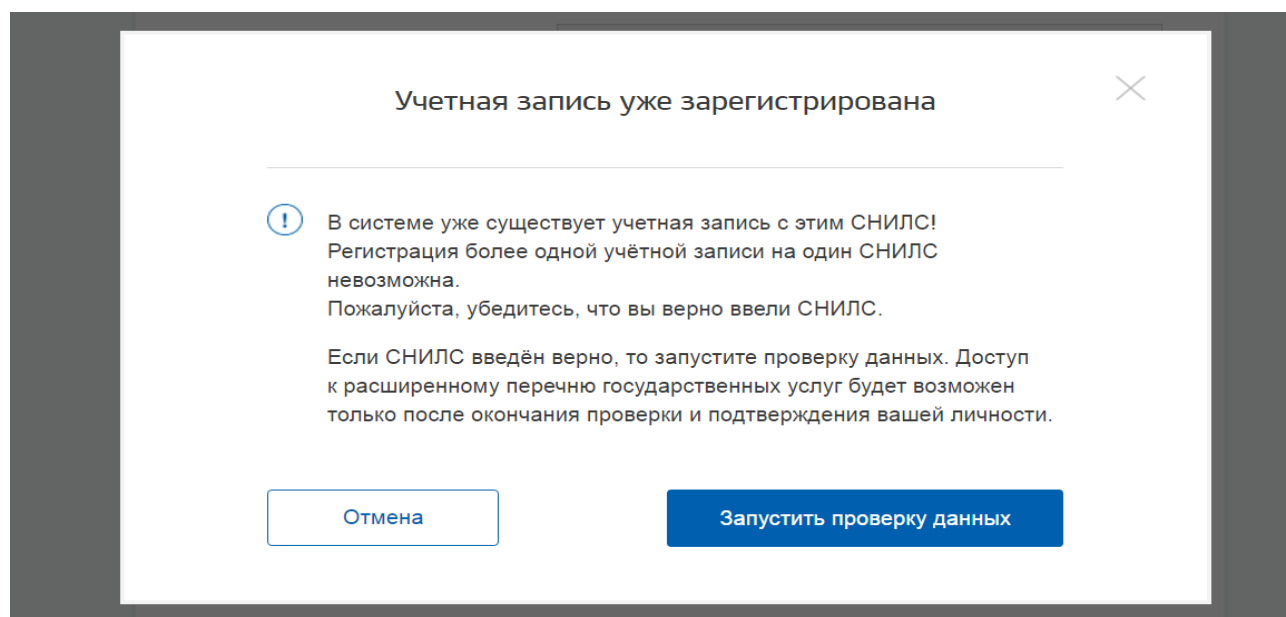 Учетная запись уже зарегистрирована
!
В системе уже существует учетная запись с этим СНИЛС!
Регистрация более одной учётной записи на один СНИЛС
невозможна.
Пожалуйста, убедитесь, что вы верно ввели СНИЛС.
Если СНИЛС введён верно, то запустите проверку данных. Доступ
к расширенному перечню государственных услуг будет возможен
только после окончания проверки и подтверждения вашей личности.
Отмена
Запустить проверку данных